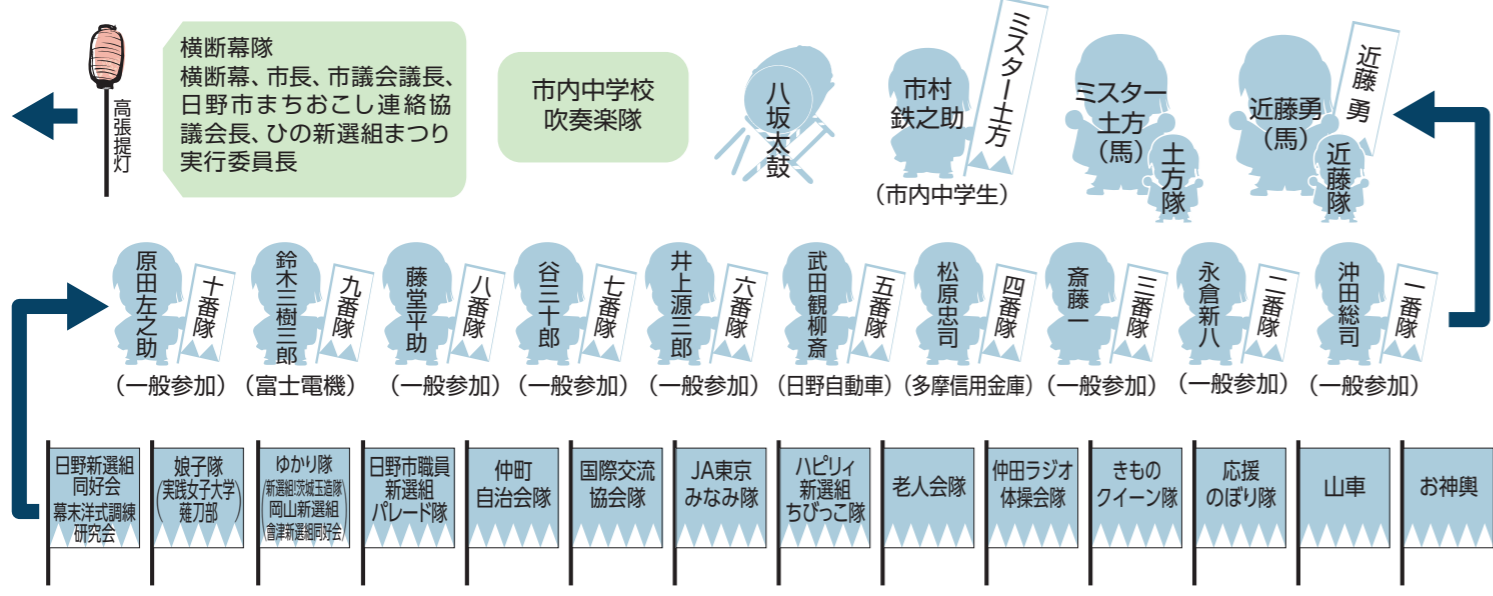 高張提灯
横断幕隊
横断幕、市長、市議会議長、
日野市まちおこし連絡協
議会長、ひの新選組まつり
実行委員長
市内中学校
吹奏楽隊
八坂太鼓
市村
鉄之助
(市内中学生)
ミスター土方
ミスター
土方
(馬)
土方隊
近藤勇
(馬)
近藤隊
近藤 勇
原田左之助
十番隊
(一般参加)
鈴木三樹三郎
九番隊
(富士電機)
藤堂平助
八番隊
(一般参加)
谷三十郎
七番隊
(一般参加)
井上源三郎
六番隊
(一般参加)
武田観柳斎
五番隊
(日野自動車)
松原忠司
四番隊
(多摩信用金庫)
斎藤一
三番隊
(一般参加)
永倉新八
二番隊
(一般参加)
沖田総司
一番隊
(一般参加)
日野新選組
同好会
幕末洋式調練
研究会
娘子隊
(実践女子大学
薙刀部)
ゆかり隊
(新選組!茨城玉造隊
岡山新選組
會津新選組同好会)
日野市職員
新選組
パレード隊
仲町
自治会隊
国際交流
協会隊
JA東京
みなみ隊
ハピリィ
新選組
ちびっこ隊
老人会隊
仲田ラジオ
体操会隊
きもの
クイーン隊
応援
のぼり隊
山車
お神輿